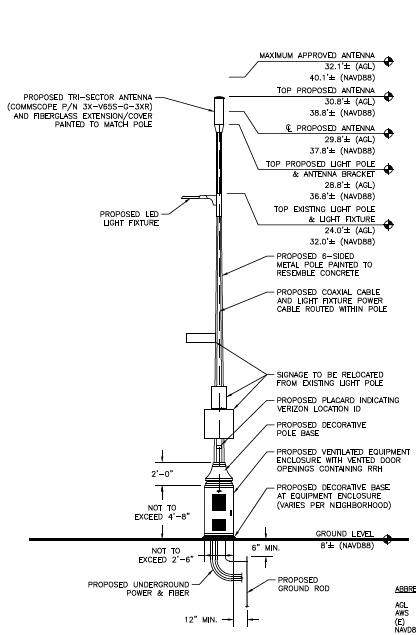 MAXIMUM APPROVED ANTENNA
32.1'± (AGL)
40.1'± (NAVD88)
TOP PROPOSED ANTENNA
30.8'± (AGL)
38.8'± (NAVD88)
PROPOSED TRI-SECTOR ANTENNA
(COMMSCOPE P/N 3X-V65S-G-3XR)
AND FIBERGLASS EXTENSION/COVER
PAINTED TO MATCH POLE
℄ PROPOSED ANTENNA
29.8'± (AGL)
37.8'± (NAVD88)
TOP PROPOSED LIGHT POLE
& ANTENNA BRACKET
28.8'± (AGL)
36.8'± (NAVD88)
TOP EXISTING LIGHT POLE
& LIGHT FIXTURE
24.0'± (AGL)
32.0'± (NAVD88)
PROPOSED LED
LIGHT FIXTURE
PROPOSED 6-SIDED
METAL POLE PAINTED TO
RESEMBLE CONCRETE
PROPOSED COAXIAL CABLE
AND LIGHT FIXTURE POWER
CABLE ROUTED WITHIN POLE
SIGNAGE TO BE RELOCATED
FROM EXISTING LIGHT POLE
PROPOSED PLACARD INDICATING
VERIZON LOCATION ID
PROPOSED DECORATIVE
POLE BASE
PROPOSED VENTILATED EQUIPMENT
ENCLOSURE WITH VENTED DOOR
OPENINGS CONTAINING RRH
2'-0"
PROPOSED DECORATIVE BASE
AT EQUIPMENT ENCLOSURE
(VARIES PER NEIGHBORHOOD)
NOT TO
EXCEED 4'-8"
GROUND LEVEL
8'± (NAVD88)
NOT TO
EXCEED 2'-6"
6" MIN.
PROPOSED UNDERGROUND
POWER & FIBER
PROPOSED
GROUND ROD
12" MIN.
ABBRE
AGL
AWS
(E)
NAVD8